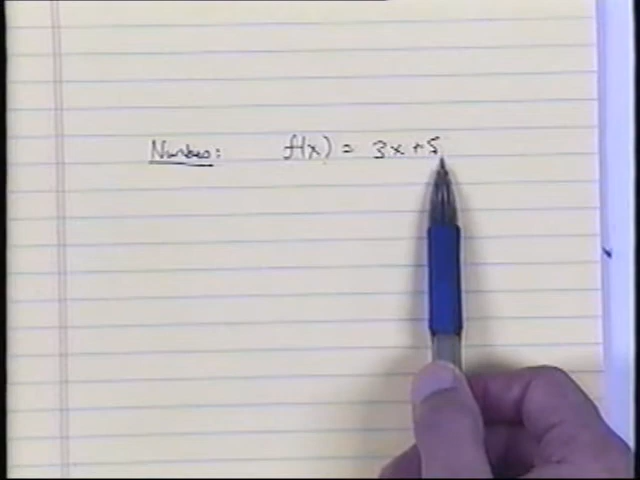 Numbers: f(x) = 3x+5